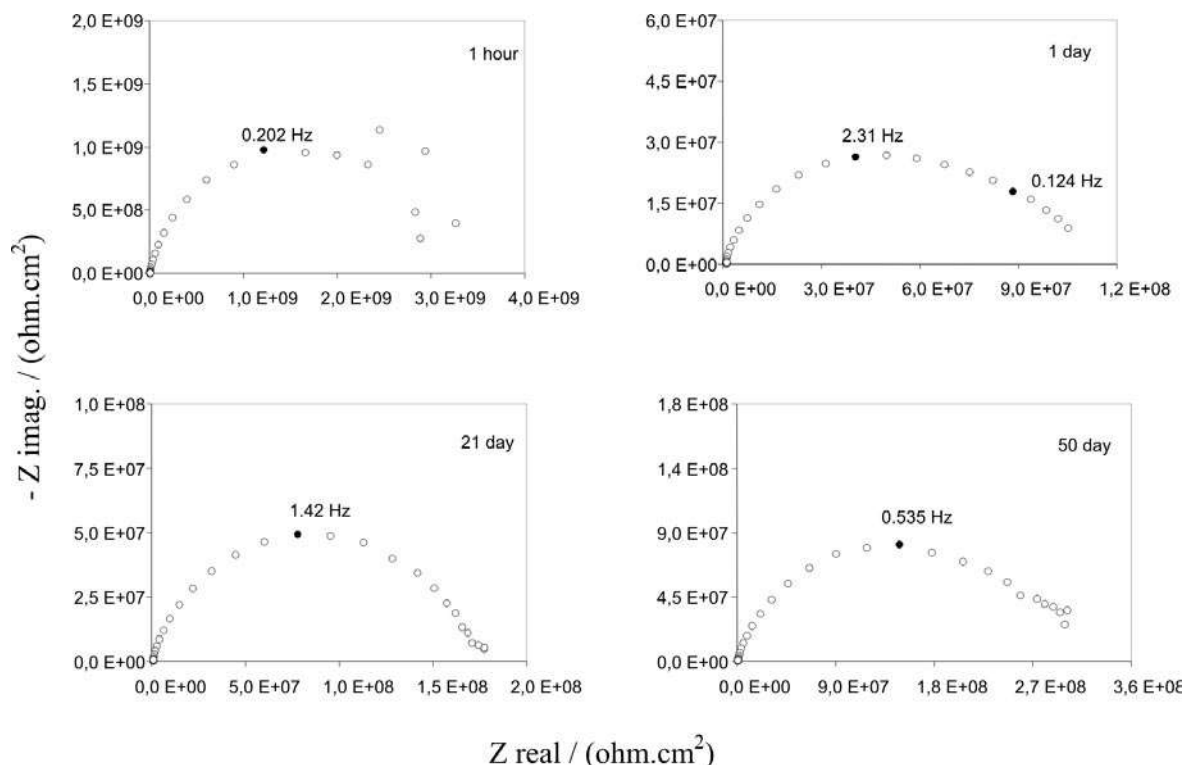 2,0 E+09
1,5 E+09
1,0 E+09
5,0 E+08
0,0 E+00
0,0 E+00 1,0 E+09 2,0 E+09 3,0 E+09 4,0 E+09
1 hour
0.202 Hz
6,0 E+07
4,5 E+07
3,0 E+07
1,5 E+07
0,0 E+00
0,0 E+00 3,0 E+07 6,0 E+07 9,0 E+07 1,2 E+08
1 day
2.31 Hz
0.124 Hz
- Z imag. / (ohm.cm²)
1,0 E+08
7,5 E+07
5,0 E+07
2,5 E+07
0,0 E+00
0,0 E+00 5,0 E+07 1,0 E+08 1,5 E+08 2,0 E+08
21 day
1.42 Hz
1,8 E+08
1,4 E+08
9,0 E+07
4,5 E+07
0,0 E+00
0,0 E+00 9,0 E+07 1,8 E+08 2,7 E+08 3,6 E+08
50 day
0.535 Hz
Z real / (ohm.cm²)